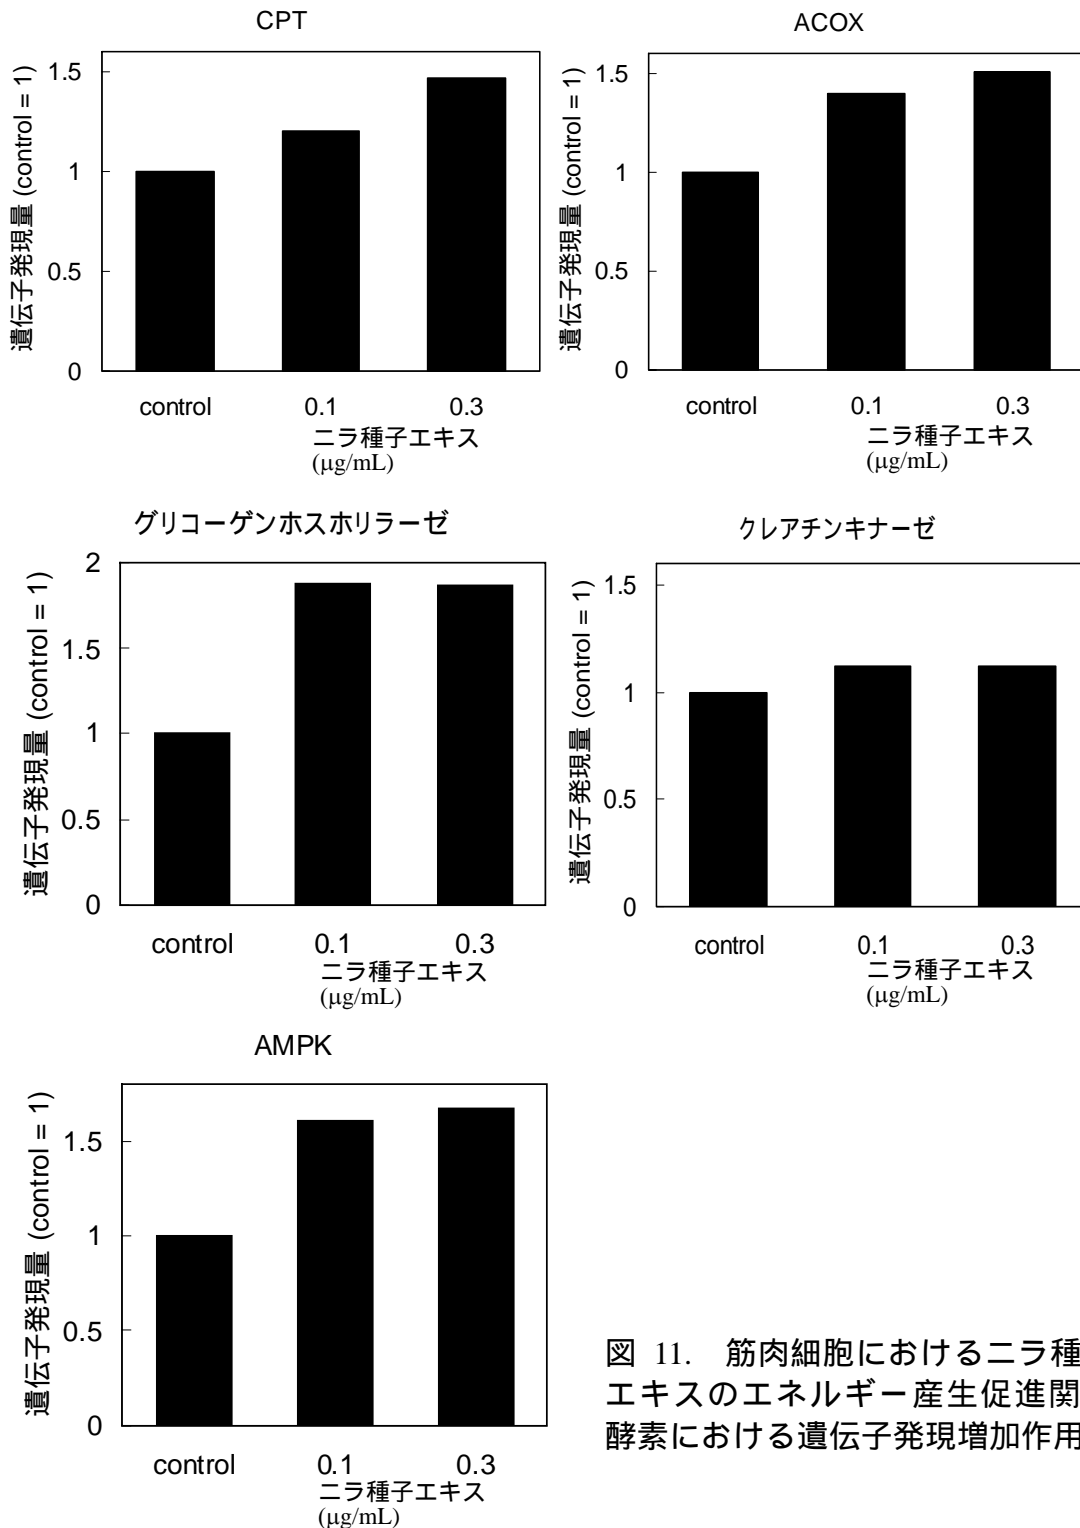 CPT
遺伝子発現量 (control = 1)
1.5
1
0.5
0
control 0.1 0.3
ニラ種子エキス
(μg/mL)
ACOX
遺伝子発現量 (control = 1)
1.5
1
0.5
0
control 0.1 0.3
ニラ種子エキス
(μg/mL)
グリコーゲンホスホリラーゼ
遺伝子発現量 (control = 1)
2
1.5
1
0.5
0
control 0.1 0.3
ニラ種子エキス
(μg/mL)
クレアチンキナーゼ
遺伝子発現量 (control = 1)
1.5
1
0.5
0
control 0.1 0.3
ニラ種子エキス
(μg/mL)
AMPK
遺伝子発現量 (control = 1)
1.5
1
0.5
0
control 0.1 0.3
ニラ種子エキス
(μg/mL)
図 11. 筋肉細胞におけるニラ種
エキスのエネルギー産生促進関
酵素における遺伝子発現増加作用